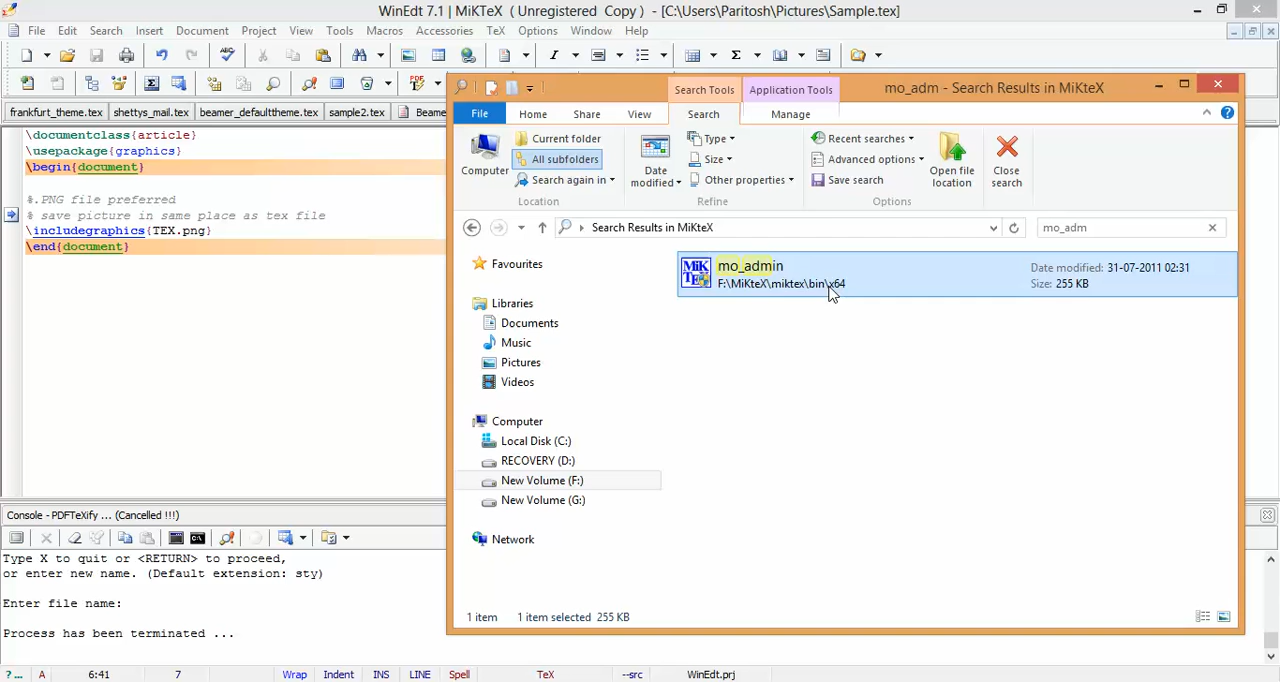 WinEdt 7.1 | MiKTeX ( Unregistered Copy ) - [C:\Users\Paritosh\Pictures\Sample.tex]
File Edit Search Insert Document Project View Tools Macros Accessories TeX Options Window Help
frankfurt_theme.tex shettys_mail.tex beamer_defaulttheme.tex sample2.tex Beame
\documentclass{article}
\usepackage{graphics}
\begin{document}
%.PNG file preferred
% save picture in same place as tex file
\includegraphics{TEX.png}
\end{document}
Console - PDFTeXify ... (Cancelled !!!)
Type X to quit or <RETURN> to proceed,
or enter new name. (Default extension: sty)
Enter file name:
Process has been terminated ...
? ... A 6:41 7 Wrap Indent INS LINE Spell TeX --src WinEdt.prj
Search Tools Application Tools mo_adm - Search Results in MiKTeX
File Home Share View Search Manage
Computer
Current folder
All subfolders
Search again in
Location
Date modified
Type
Size
Other properties
Refine
Recent searches
Advanced options
Save search
Open file location
Options
Close search
Search Results in MiKTeX
mo_adm
Favourites
Libraries
Documents
Music
Pictures
Videos
Computer
Local Disk (C:)
RECOVERY (D:)
New Volume (F:)
New Volume (G:)
Network
MiK TEX
mo_admin
F:\MiKteX\miktex\bin\x64
Date modified: 31-07-2011 02:31
Size: 255 KB
1 item 1 item selected 255 KB